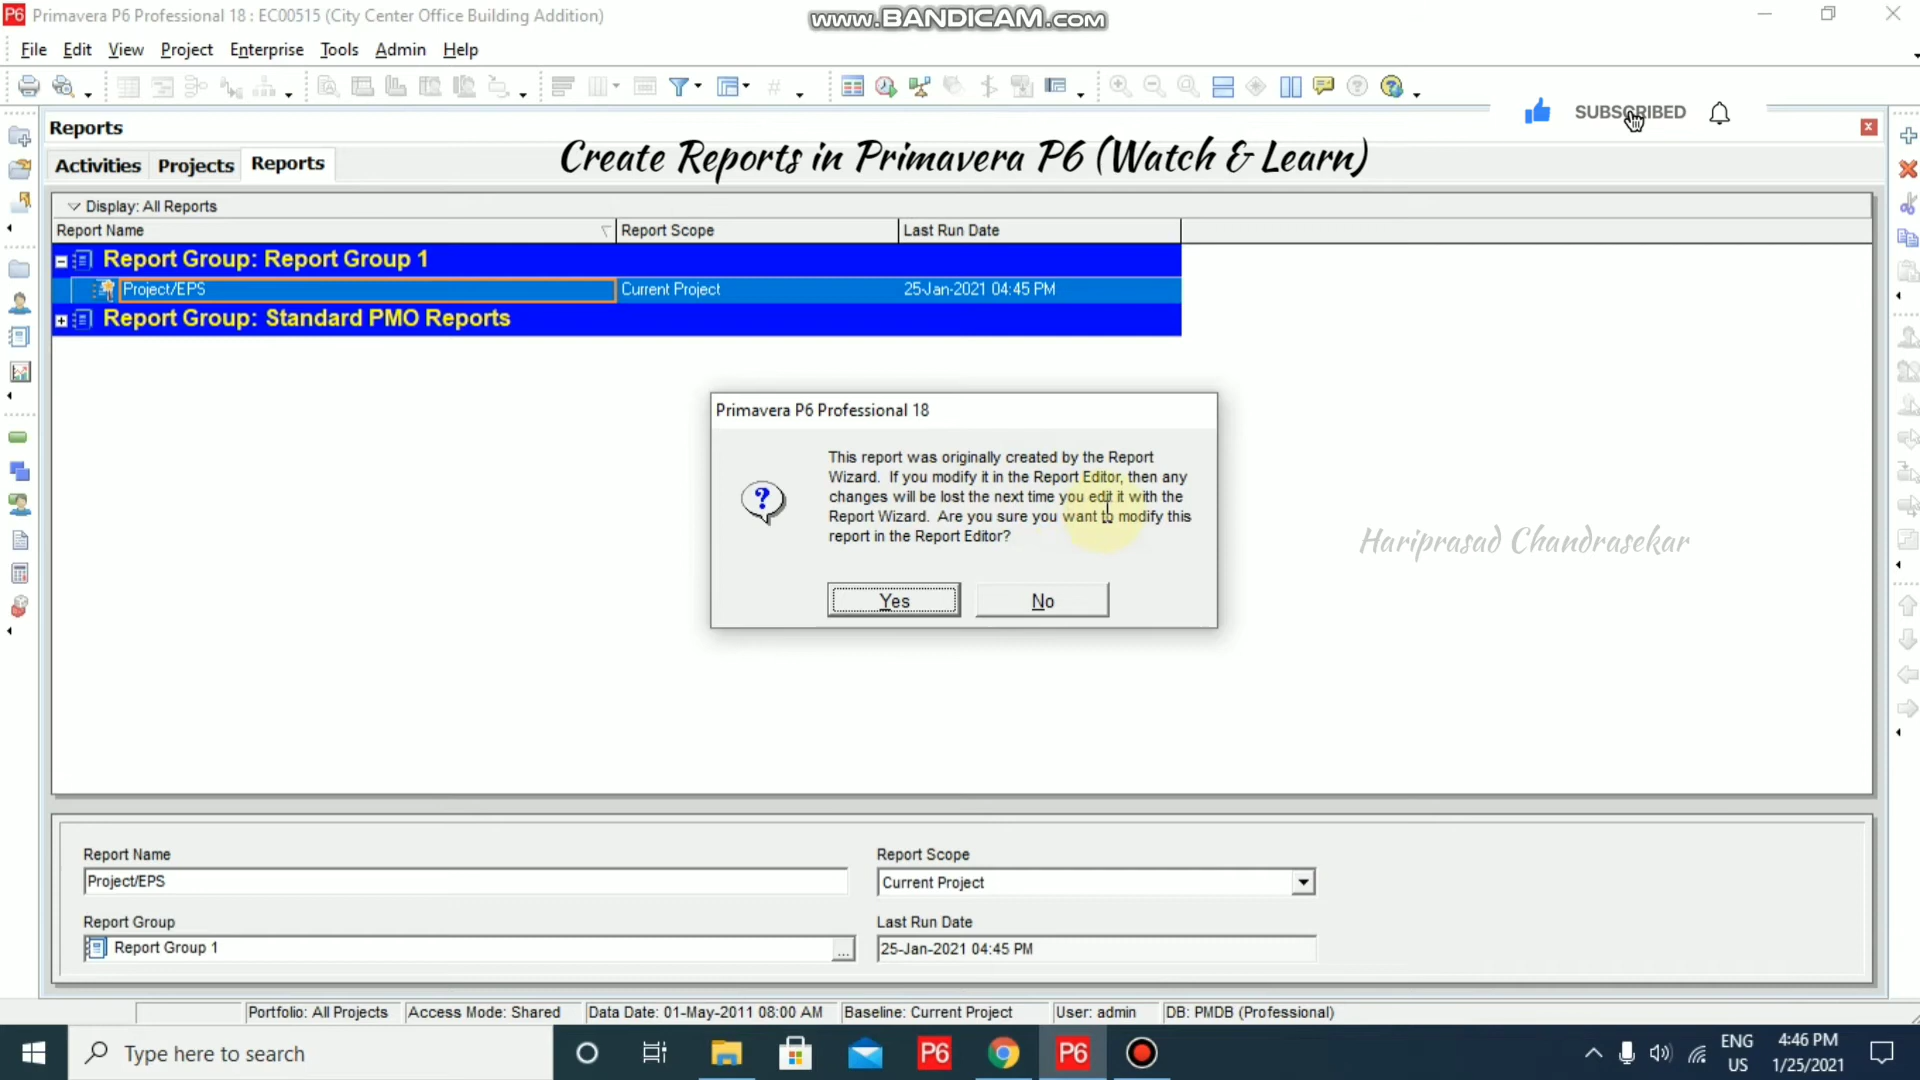 P6 Primavera P6 Professional 18 : EC00515 (City Center Office Building Addition)
www.BANDICAM.com
File Edit View Project Enterprise Tools Admin Help
SUBSCRIBED
Reports
Create Reports in Primavera P6 (Watch & Learn)
Activities Projects Reports
Display: All Reports
Report Name Report Scope Last Run Date
Report Group: Report Group 1
Project/EPS Current Project 25-Jan-2021 04:45 PM
Report Group: Standard PMO Reports
Primavera P6 Professional 18
This report was originally created by the Report
Wizard. If you modify it in the Report Editor, then any
changes will be lost the next time you edit it with the
Report Wizard. Are you sure you want to modify this
report in the Report Editor?
Hariprasad Chandrasekar
Yes No
Report Name Report Scope
Project/EPS Current Project
Report Group Last Run Date
Report Group 1 ... 25-Jan-2021 04:45 PM
Portfolio: All Projects Access Mode: Shared Data Date: 01-May-2011 08:00 AM Baseline: Current Project User: admin DB: PMDB (Professional)
Type here to search P6 P6 ENG 4:46 PM
US 1/25/2021